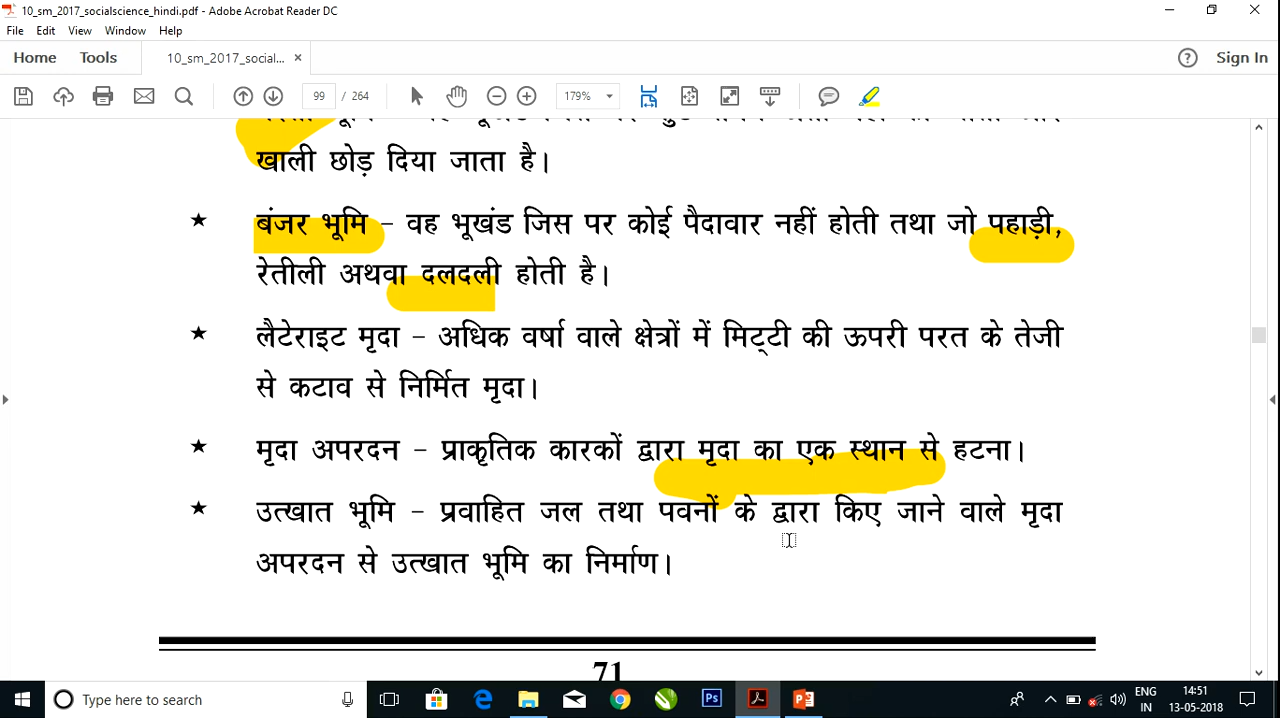 10_sm_2017_socialscience_hindi.pdf - Adobe Acrobat Reader DC
File Edit View Window Help
Home Tools 10_sm_2017_social... × ? Sign In
99 / 264 179%
खाली छोड़ दिया जाता है।
★ बंजर भूमि – वह भूखंड जिस पर कोई पैदावार नहीं होती तथा जो पहाड़ी,
रेतीली अथवा दलदली होती है।
★ लैटेराइट मृदा – अधिक वर्षा वाले क्षेत्रों में मिट्‌टी की ऊपरी परत के तेजी
से कटाव से निर्मित मृदा।
★ मृदा अपरदन – प्राकृतिक कारकों द्वारा मृदा का एक स्थान से हटना।
★ उत्खात भूमि – प्रवाहित जल तथा पवनों के द्वारा किए जाने वाले मृदा
अपरदन से उत्खात भूमि का निर्माण।
71
Type here to search Ps ENG 14:51
IN 13-05-2018